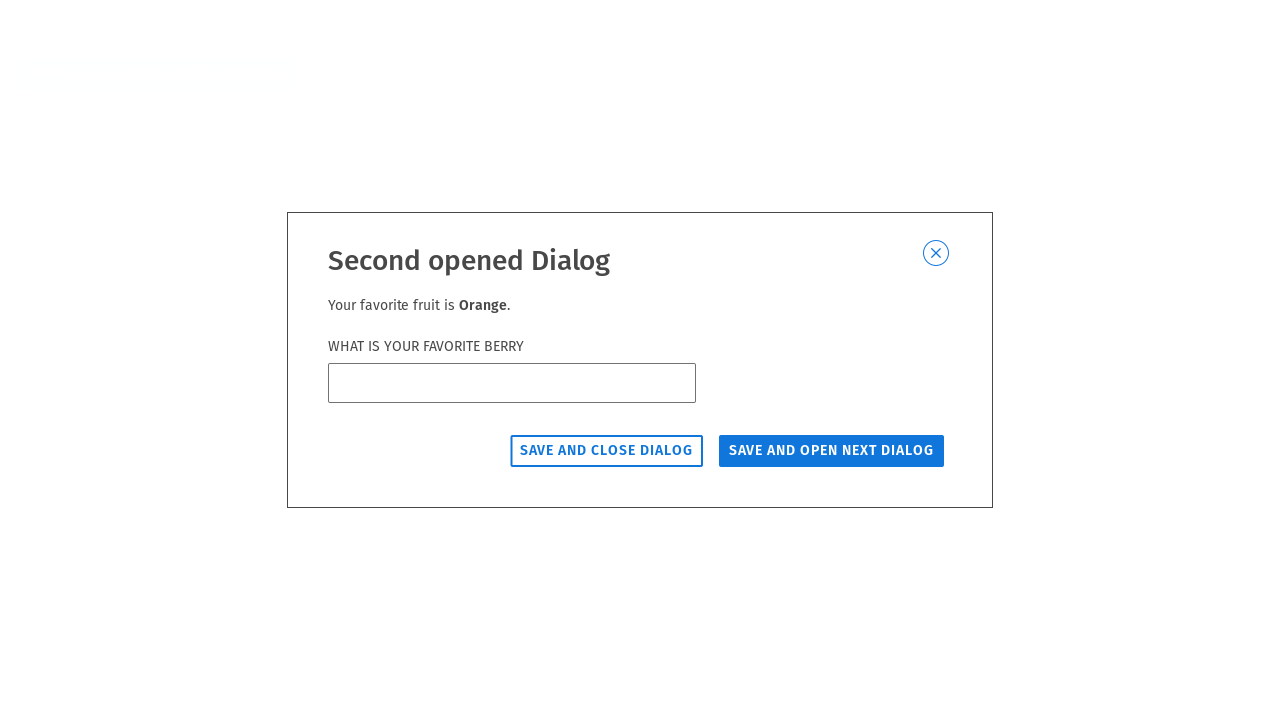 Second opened Dialog
Your favorite fruit is Orange.
WHAT IS YOUR FAVORITE BERRY
SAVE AND CLOSE DIALOG
SAVE AND OPEN NEXT DIALOG